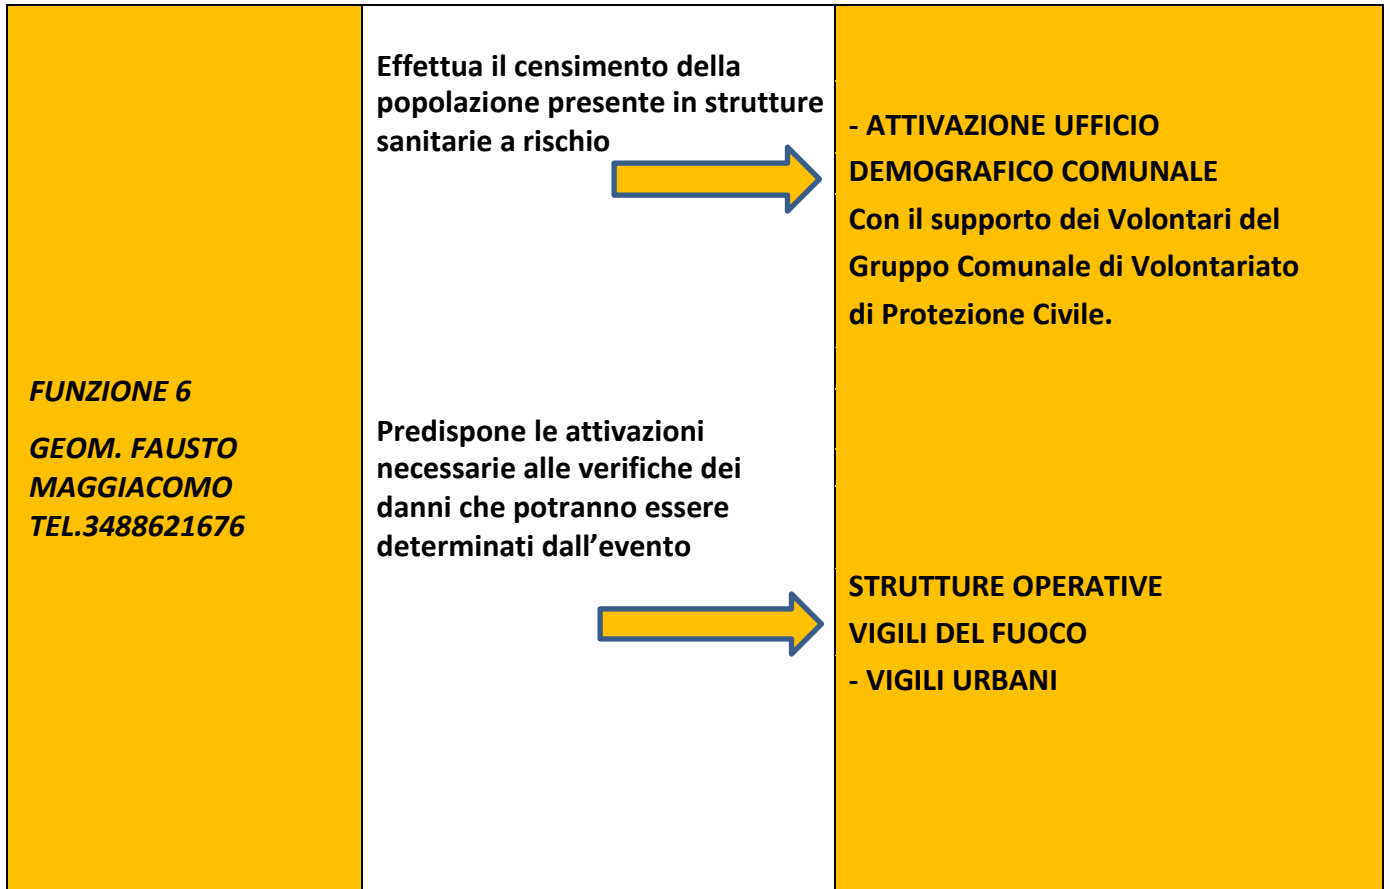 FUNZIONE 6
GEOM. FAUSTO
MAGGIACOMO
TEL.3488621676
Effettua il censimento della
popolazione presente in strutture
sanitarie a rischio
Predispone le attivazioni
necessarie alle verifiche dei
danni che potranno essere
determinati dall’evento
- ATTIVAZIONE UFFICIO
DEMOGRAFICO COMUNALE
Con il supporto dei Volontari del
Gruppo Comunale di Volontariato
di Protezione Civile.
STRUTTURE OPERATIVE
VIGILI DEL FUOCO
- VIGILI URBANI